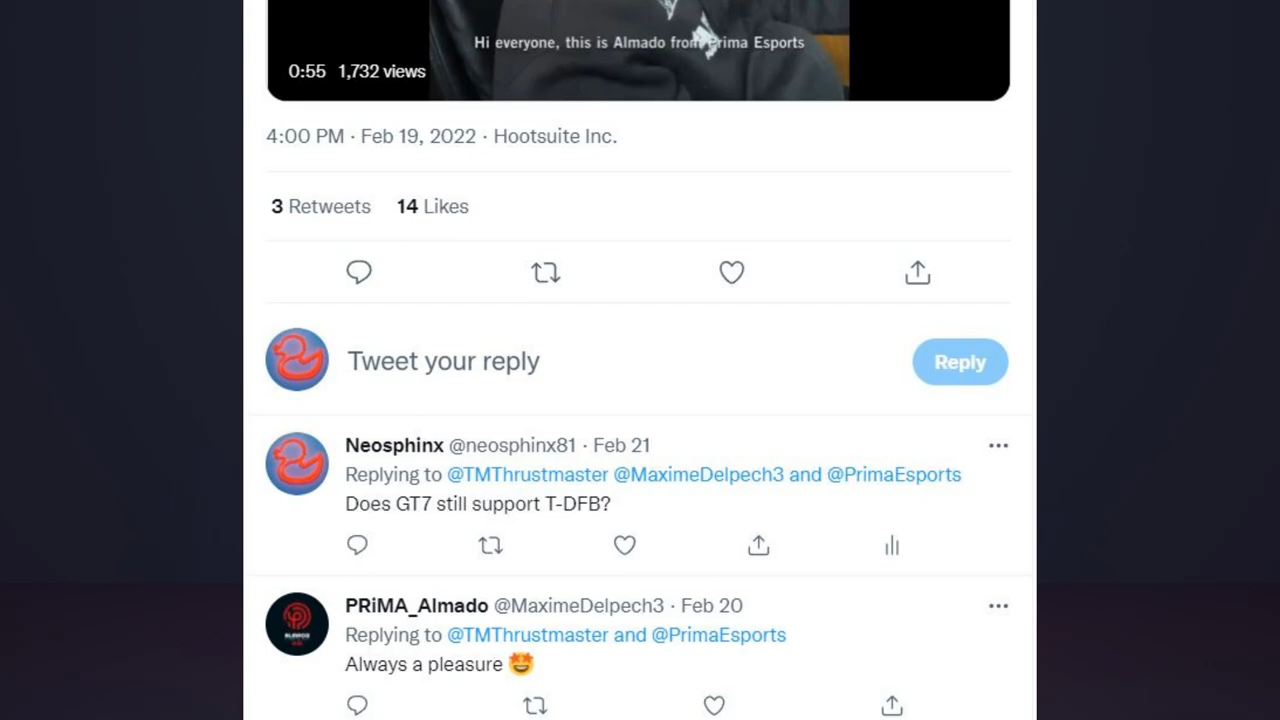 Hi everyone, this is Almado from Prima Esports
0:55 1,732 views
4:00 PM · Feb 19, 2022 · Hootsuite Inc.
3 Retweets 14 Likes
Tweet your reply
Reply
Neosphinx @neosphinx81 · Feb 21
Replying to @TMThrustmaster @MaximeDelpech3 and @PrimaEsports
Does GT7 still support T-DFB?
PRiMA_Almado @MaximeDelpech3 · Feb 20
Replying to @TMThrustmaster and @PrimaEsports
Always a pleasure 🤩